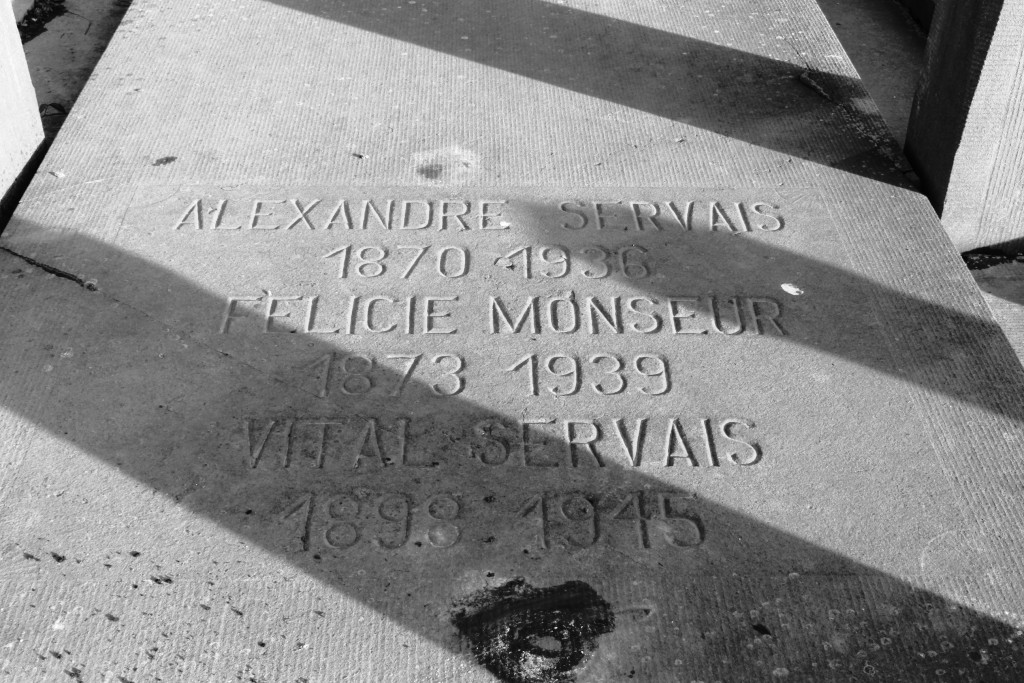 ALEXANDRE SERVAIS
1870 - 1936
FELICIE MONSEUR
1873 - 1939
VITAL SERVAIS
1898 1945